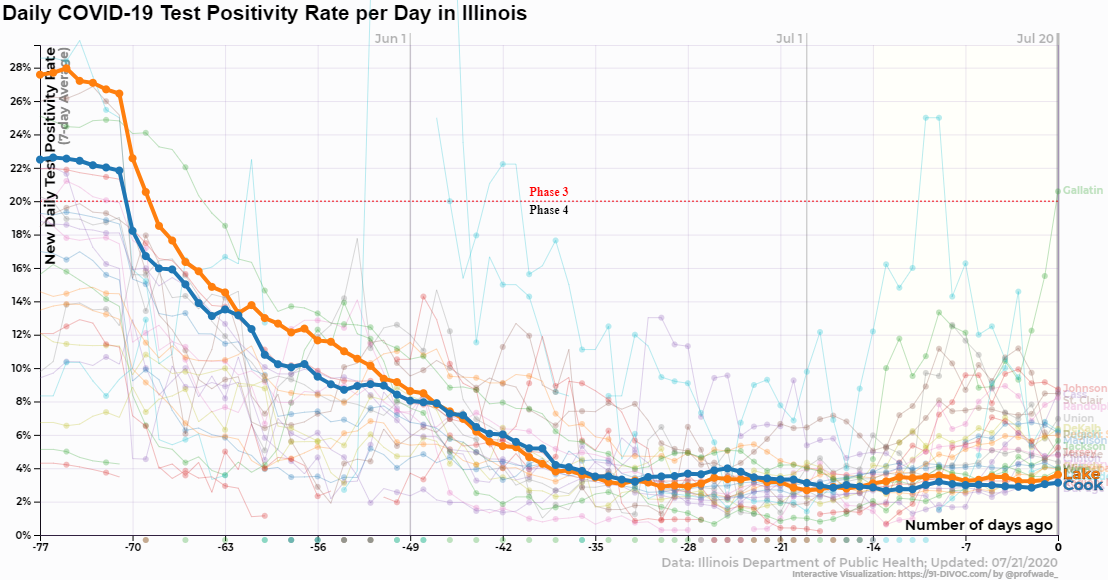 Daily COVID-19 Test Positivity Rate per Day in Illinois
Jun 1
Jul 1
Jul 20
New Daily Test Positivity Rate
(7-day Average)
28%
26%
24%
22%
20%
18%
16%
14%
12%
10%
8%
6%
4%
2%
0%
Phase 3
Phase 4
Gallatin
Johnson
St. Clair
Randolp
Union
Madison
Jackson
Lake
Cook
Number of days ago
-77
-70
-63
-56
-49
-42
-35
-28
-21
-14
-7
0
Data: Illinois Department of Public Health; Updated: 07/21/2020
Interactive Visualization: https://91-DIVOC.com/ by @profwade_